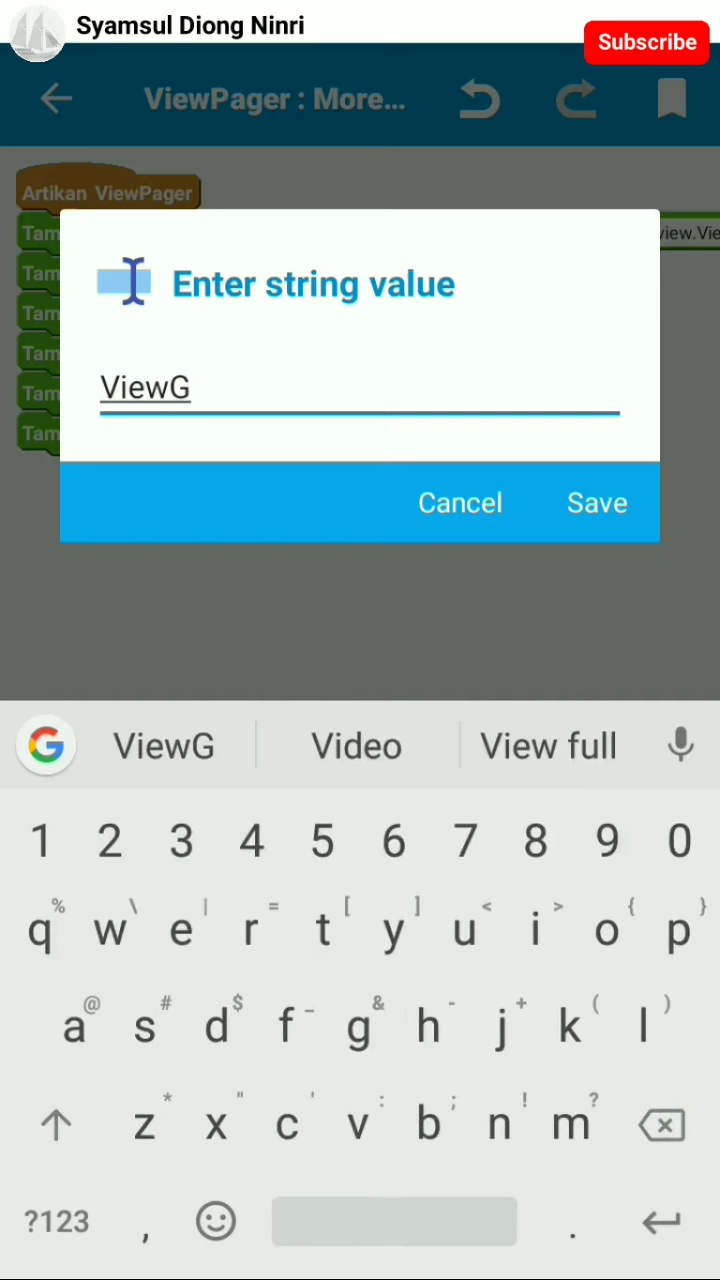 Syamsul Diong Ninri
Subscribe
ViewPager : More...
Artikan ViewPager
Tam
view.Vie
Tam
Tam
Tam
Tam
Tam
Enter string value
ViewG
Cancel Save
ViewG Video View full
1 2 3 4 5 6 7 8 9 0
% \ | = [ ] < > { }
q w e r t y u i o p
@ # $ _ & - + ( )
a s d f g h j k l
* " ' : ; ! ?
z x c v b n m
?123 , .